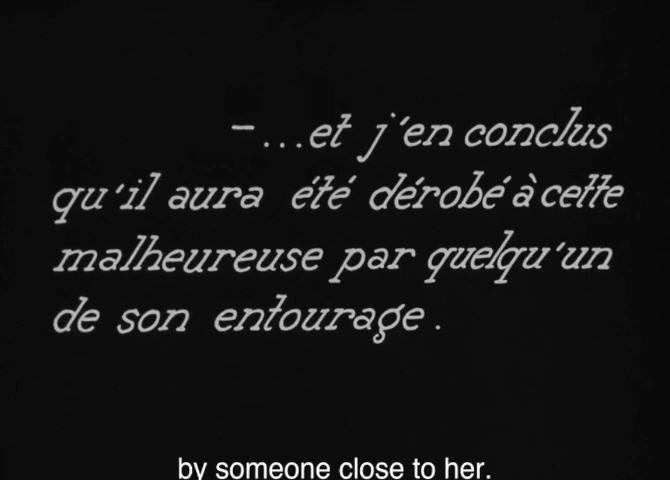 —...et j'en conclus
qu'il aura été dérobé à cette
malheureuse par quelqu'un
de son entourage.
by someone close to her.